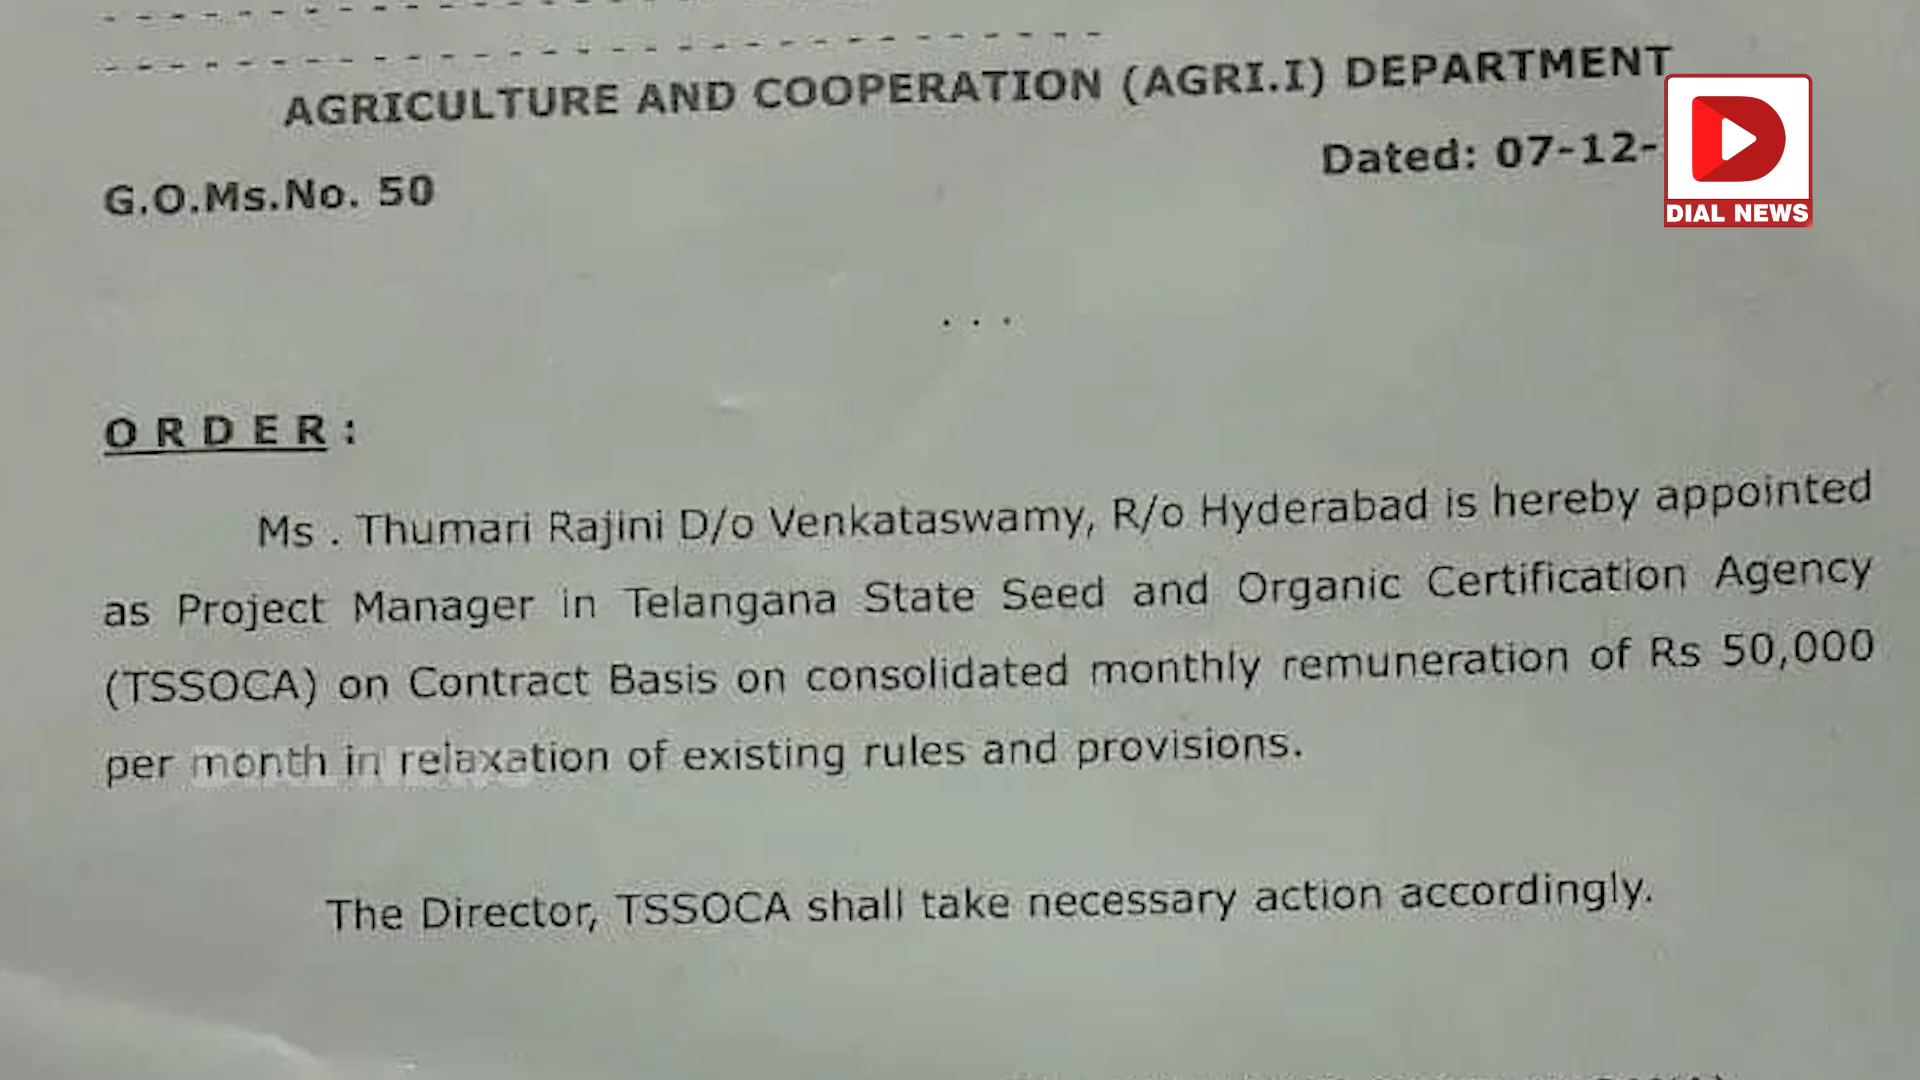 AGRICULTURE AND COOPERATION (AGRI.I) DEPARTMENT
G.O.Ms.No. 50
Dated: 07-12-
DIAL NEWS
...
O R D E R :
Ms . Thumari Rajini D/o Venkataswamy, R/o Hyderabad is hereby appointed
as Project Manager in Telangana State Seed and Organic Certification Agency
(TSSOCA) on Contract Basis on consolidated monthly remuneration of Rs 50,000
per month in relaxation of existing rules and provisions.
DIAL NEWS
The Director, TSSOCA shall take necessary action accordingly.